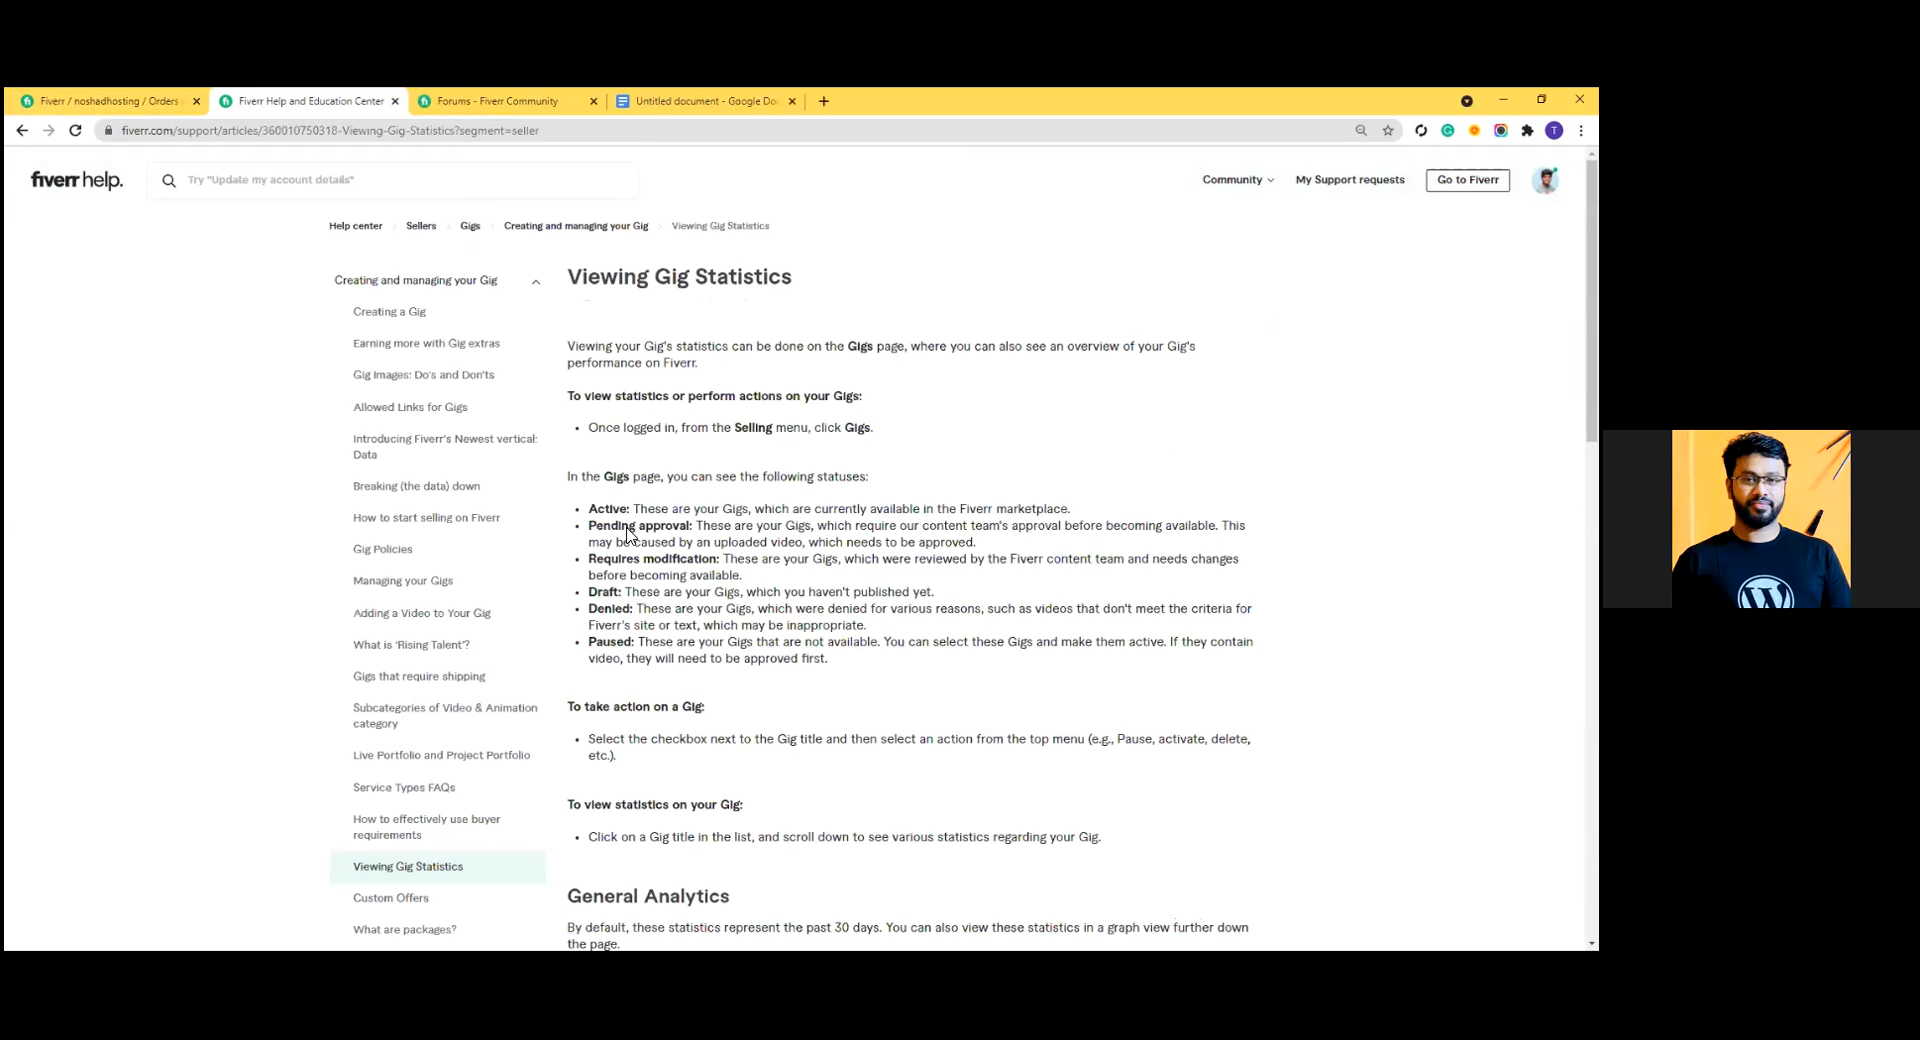 Fiverr / noshadhosting / Orders
Fiverr Help and Education Center
Forums - Fiverr Community
Untitled document - Google Doc
fiverr.com/support/articles/360010750318-Viewing-Gig-Statistics?segment=seller
T
fiverr help.
Try "Update my account details"
Community
My Support requests
Go to Fiverr
Help center
Sellers
Gigs
Creating and managing your Gig
Viewing Gig Statistics
Creating and managing your Gig
Creating a Gig
Earning more with Gig extras
Gig Images: Do's and Don'ts
Allowed Links for Gigs
Introducing Fiverr's Newest vertical:
Data
Breaking (the data) down
How to start selling on Fiverr
Gig Policies
Managing your Gigs
Adding a Video to Your Gig
What is 'Rising Talent'?
Gigs that require shipping
Subcategories of Video & Animation
category
Live Portfolio and Project Portfolio
Service Types FAQs
How to effectively use buyer
requirements
Viewing Gig Statistics
Custom Offers
What are packages?
Viewing Gig Statistics
Viewing your Gig's statistics can be done on the Gigs page, where you can also see an overview of your Gig's
performance on Fiverr.
To view statistics or perform actions on your Gigs:
• Once logged in, from the Selling menu, click Gigs.
In the Gigs page, you can see the following statuses:
• Active: These are your Gigs, which are currently available in the Fiverr marketplace.
• Pending approval: These are your Gigs, which require our content team's approval before becoming available. This
may be caused by an uploaded video, which needs to be approved.
• Requires modification: These are your Gigs, which were reviewed by the Fiverr content team and needs changes
before becoming available.
• Draft: These are your Gigs, which you haven't published yet.
• Denied: These are your Gigs, which were denied for various reasons, such as videos that don't meet the criteria for
Fiverr's site or text, which may be inappropriate.
• Paused: These are your Gigs that are not available. You can select these Gigs and make them active. If they contain
video, they will need to be approved first.
To take action on a Gig:
• Select the checkbox next to the Gig title and then select an action from the top menu (e.g., Pause, activate, delete,
etc.).
To view statistics on your Gig:
• Click on a Gig title in the list, and scroll down to see various statistics regarding your Gig.
General Analytics
By default, these statistics represent the past 30 days. You can also view these statistics in a graph view further down
the page.